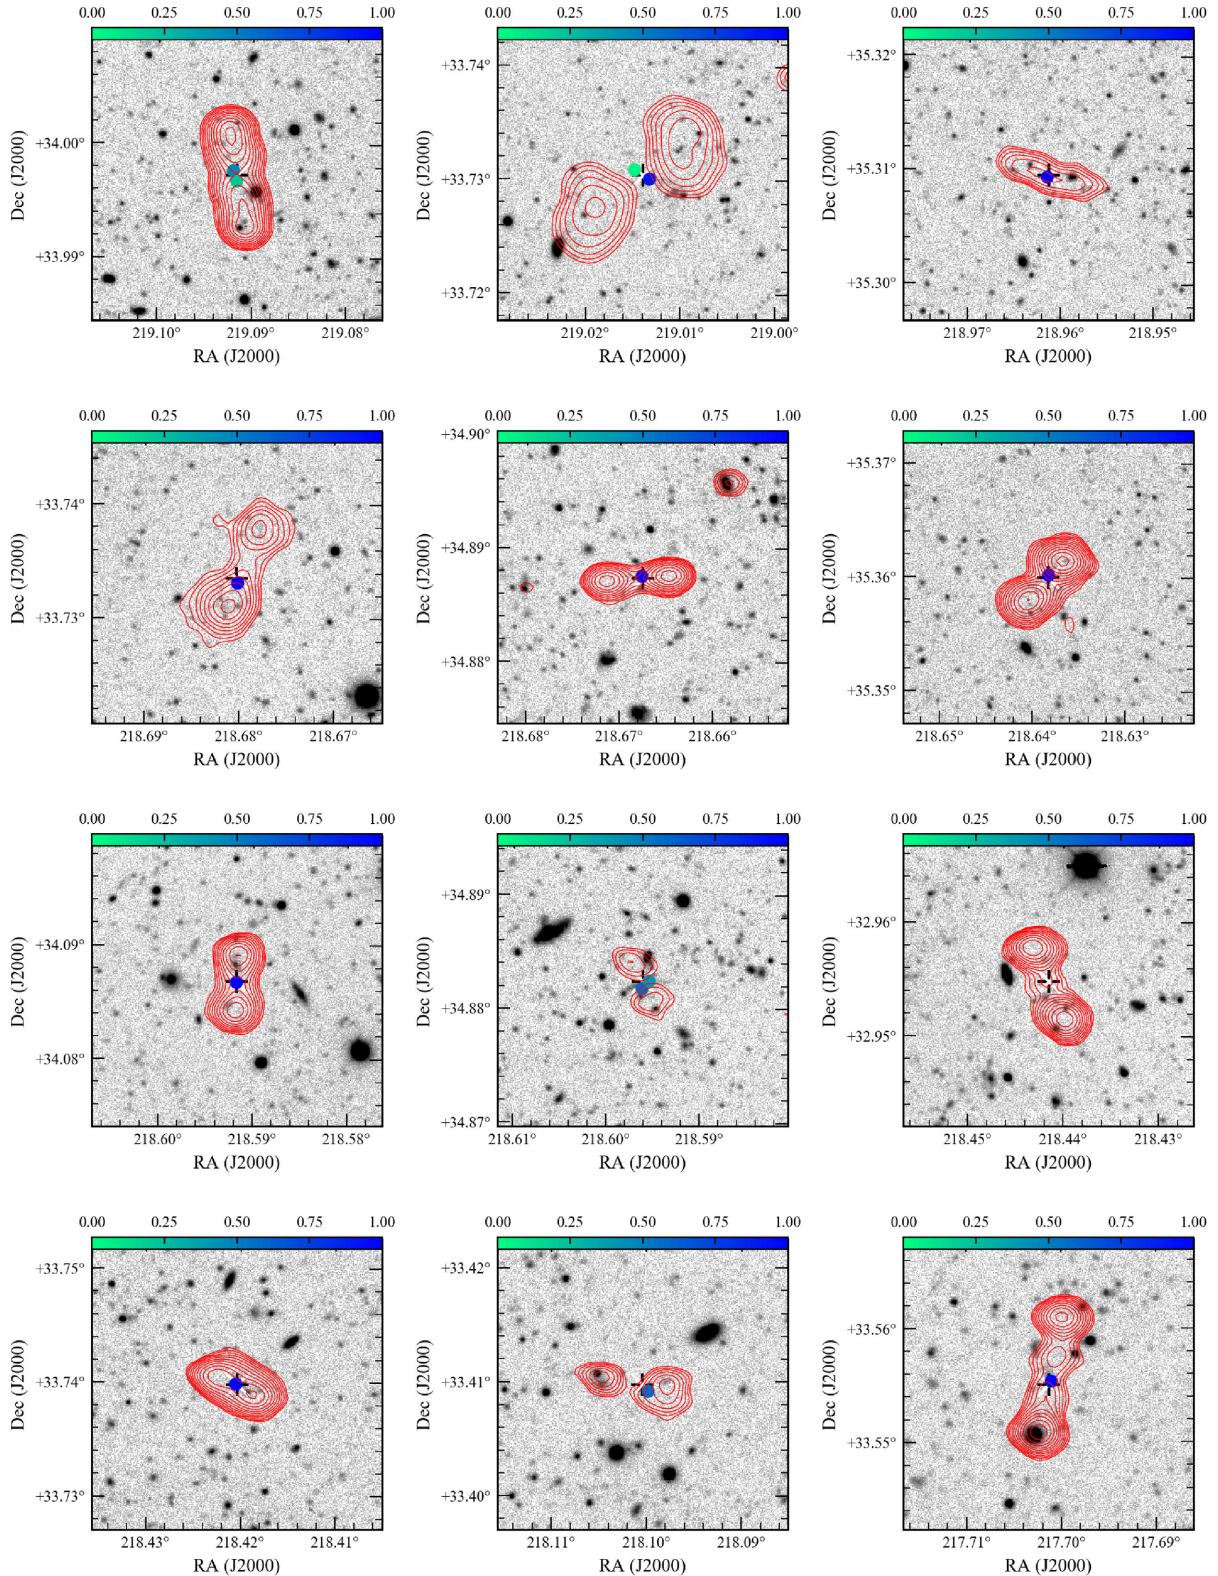 0.00 0.25 0.50 0.75 1.00
0.00 0.25 0.50 0.75 1.00
0.00 0.25 0.50 0.75 1.00
+34.00°
+33.99°
Dec (J2000)
219.10° 219.09° 219.08°
RA (J2000)
+33.74°
+33.73°
+33.72°
Dec (J2000)
219.02° 219.01° 219.00°
RA (J2000)
+35.32°
+35.31°
+35.30°
Dec (J2000)
218.97° 218.96° 218.95°
RA (J2000)
0.00 0.25 0.50 0.75 1.00
0.00 0.25 0.50 0.75 1.00
0.00 0.25 0.50 0.75 1.00
+33.74°
+33.73°
Dec (J2000)
218.69° 218.68° 218.67°
RA (J2000)
+34.90°
+34.89°
+34.88°
Dec (J2000)
218.68° 218.67° 218.66°
RA (J2000)
+35.37°
+35.36°
+35.35°
Dec (J2000)
218.65° 218.64° 218.63°
RA (J2000)
0.00 0.25 0.50 0.75 1.00
0.00 0.25 0.50 0.75 1.00
0.00 0.25 0.50 0.75 1.00
+34.09°
+34.08°
Dec (J2000)
218.60° 218.59° 218.58°
RA (J2000)
+34.89°
+34.88°
+34.87°
Dec (J2000)
218.61° 218.60° 218.59°
RA (J2000)
+32.96°
+32.95°
Dec (J2000)
218.45° 218.44° 218.43°
RA (J2000)
0.00 0.25 0.50 0.75 1.00
0.00 0.25 0.50 0.75 1.00
0.00 0.25 0.50 0.75 1.00
+33.75°
+33.74°
+33.73°
Dec (J2000)
218.43° 218.42° 218.41°
RA (J2000)
+33.42°
+33.41°
+33.40°
Dec (J2000)
218.11° 218.10° 218.09°
RA (J2000)
+33.56°
+33.55°
Dec (J2000)
217.71° 217.70° 217.69°
RA (J2000)